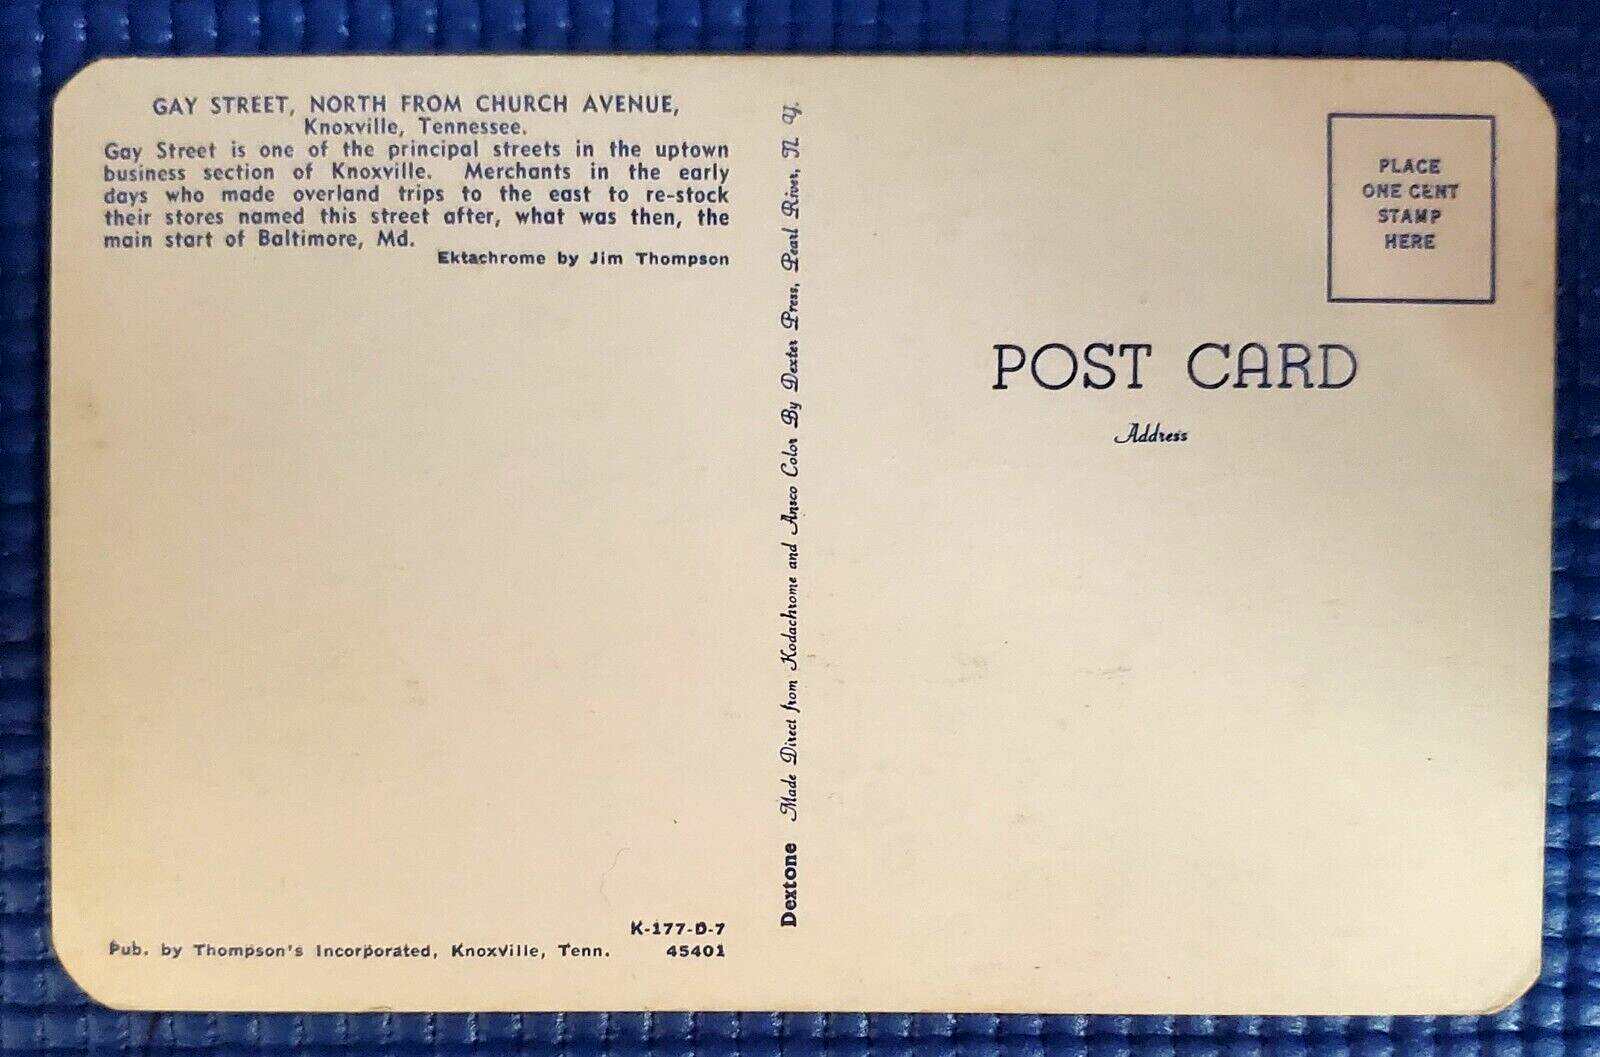 GAY STREET, NORTH FROM CHURCH AVENUE,
Knoxville, Tennessee.
Gay Street is one of the principal streets in the uptown
business section of Knoxville. Merchants in the early
days who made overland trips to the east to re-stock
their stores named this street after, what was then, the
main start of Baltimore, Md.
Ektachrome by Jim Thompson
K-177-D-7
Pub. by Thompson's Incorporated, Knoxville, Tenn. 45401
Dextone Made Direct from Kodachrome and Ansco Color By Dexter Press, Pearl River, N. Y.
PLACE
ONE CENT
STAMP
HERE
POST CARD
Address